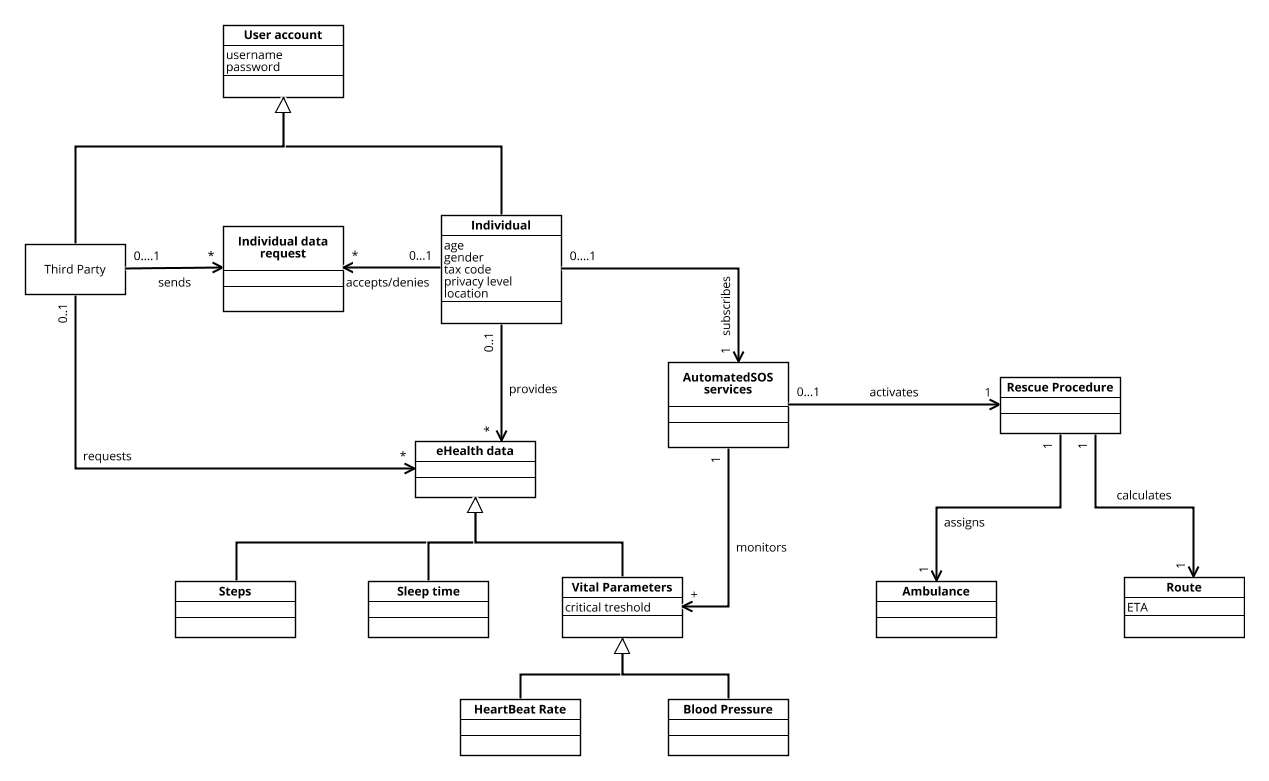 User account
username
password
Third Party
0....1
*
sends
Individual data
request
*
0...1
accepts/denies
Individual
age
gender
tax code
privacy level
location
0....1
subscribes
1
0..1
requests
*
0..1
provides
*
eHealth data
AutomatedSOS
services
0...1
activates
1
Rescue Procedure
1
monitors
+
1
assigns
1
1
calculates
1
Steps
Sleep time
Vital Parameters
critical treshold
Ambulance
Route
ETA
HeartBeat Rate
Blood Pressure